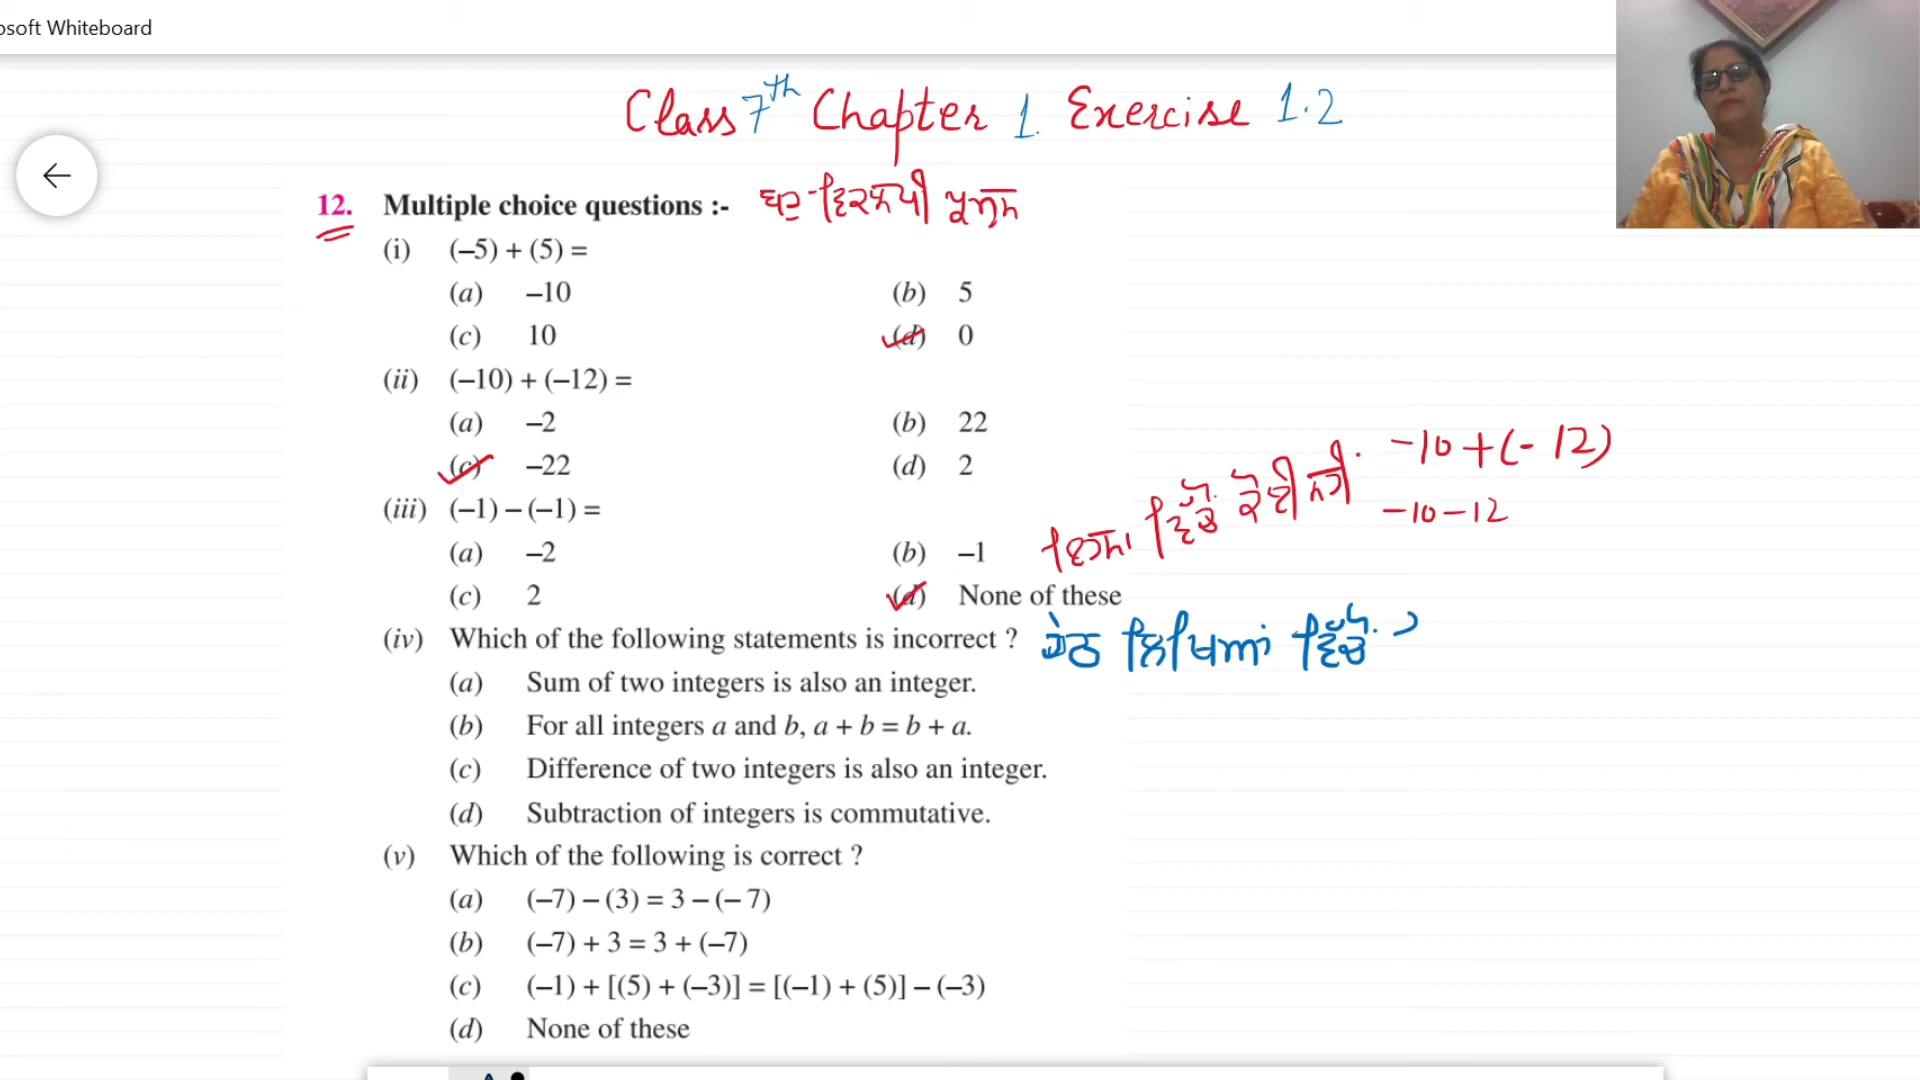 osoft Whiteboard
Class 7th Chapter 1. Exercise 1.2
12. Multiple choice questions :- ਬਹੁ-ਵਿਕਲਪੀ ਪ੍ਰਸ਼ਨ
(i) (–5) + (5) =
(a) –10 (b) 5
(c) 10 (d) 0
(ii) (–10) + (–12) =
(a) –2 (b) 22
(c) –22 (d) 2
-10 + (- 12)
-10 - 12
ਇਹਨਾਂ ਵਿੱਚੋਂ ਕੋਈ ਨਹੀਂ
(iii) (–1) – (–1) =
(a) –2 (b) –1
(c) 2 (d) None of these
(iv) Which of the following statements is incorrect ? ਹੇਠ ਲਿਖਿਆਂ ਵਿੱਚੋਂ
(a) Sum of two integers is also an integer.
(b) For all integers a and b, a + b = b + a.
(c) Difference of two integers is also an integer.
(d) Subtraction of integers is commutative.
(v) Which of the following is correct ?
(a) (–7) – (3) = 3 – (– 7)
(b) (–7) + 3 = 3 + (–7)
(c) (–1) + [(5) + (–3)] = [(–1) + (5)] – (–3)
(d) None of these